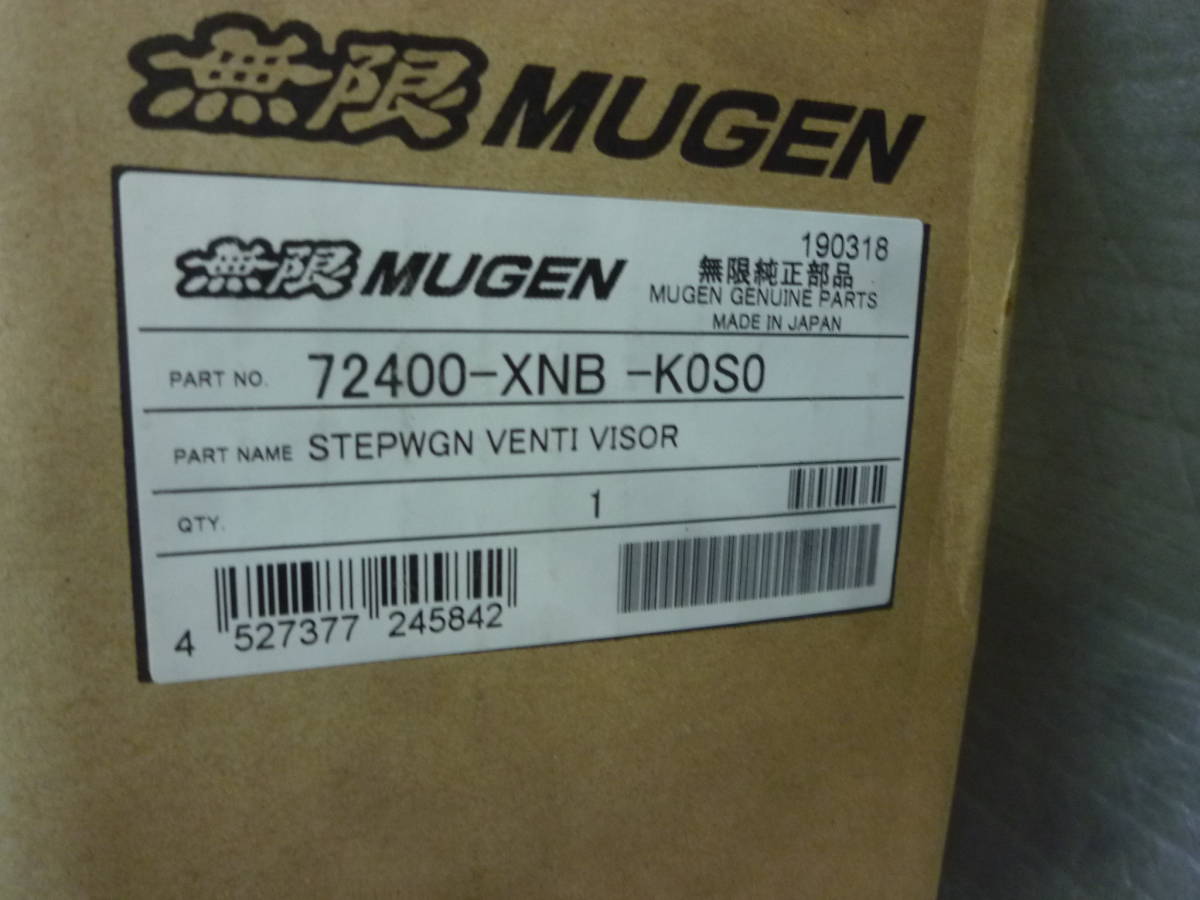 無限 MUGEN
無限 MUGEN
190318
無限純正部品
MUGEN GENUINE PARTS
MADE IN JAPAN
PART NO. 72400-XNB -K0S0
PART NAME STEPWGN VENTI VISOR
QTY. 1
4 527377 245842